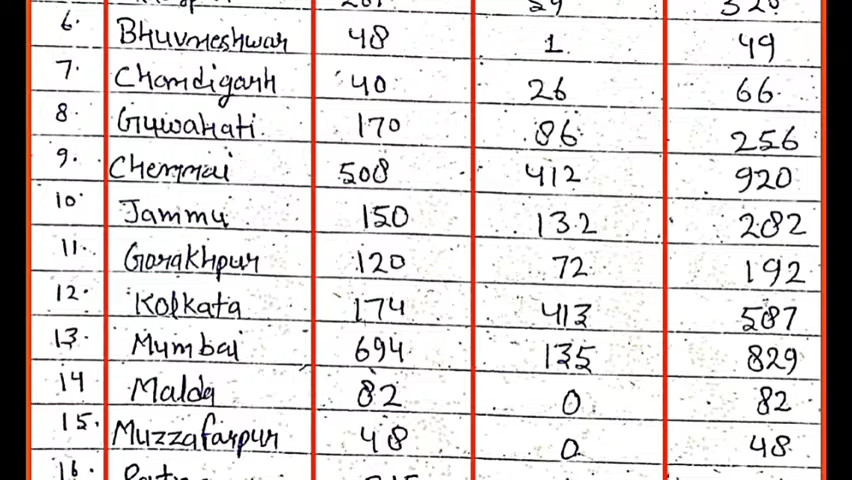 6. Bhuvneshwar 48 1 49
7. Chandigarh 40 26 66
8. Guwahati 170 86 256
9. Chennai 508 412 920
10. Jammu 150 132 282
11. Gorakhpur 120 72 192
12. Kolkata 174 413 587
13. Mumbai 694 135 829
14 Malda 82 0 82
15. Muzzafarpur 48 0 48
16.